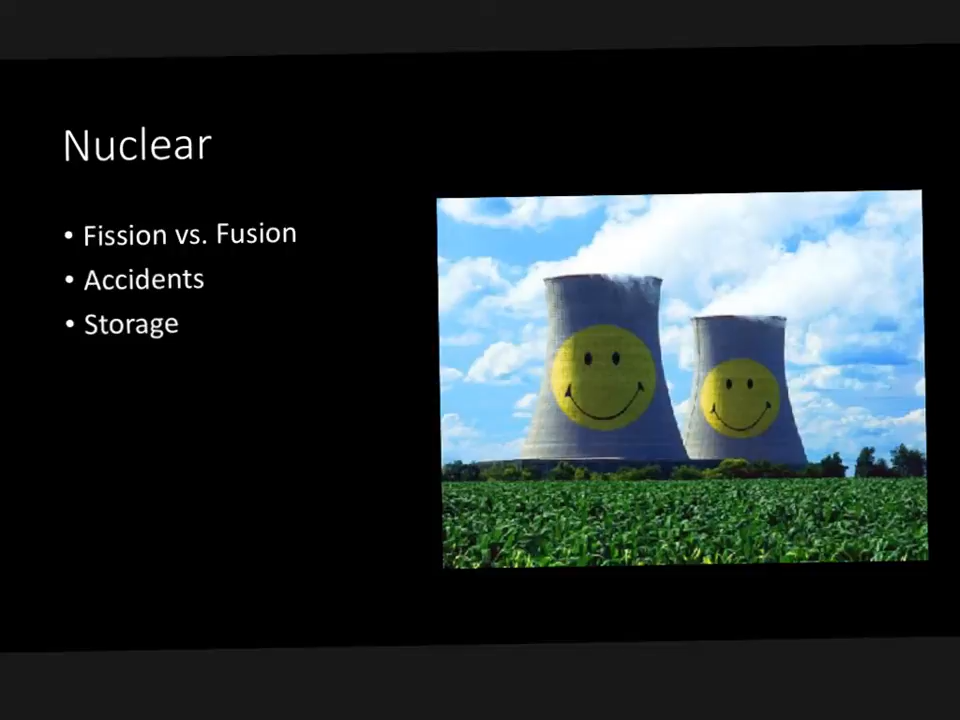 Nuclear
• Fission vs. Fusion
• Accidents
• Storage